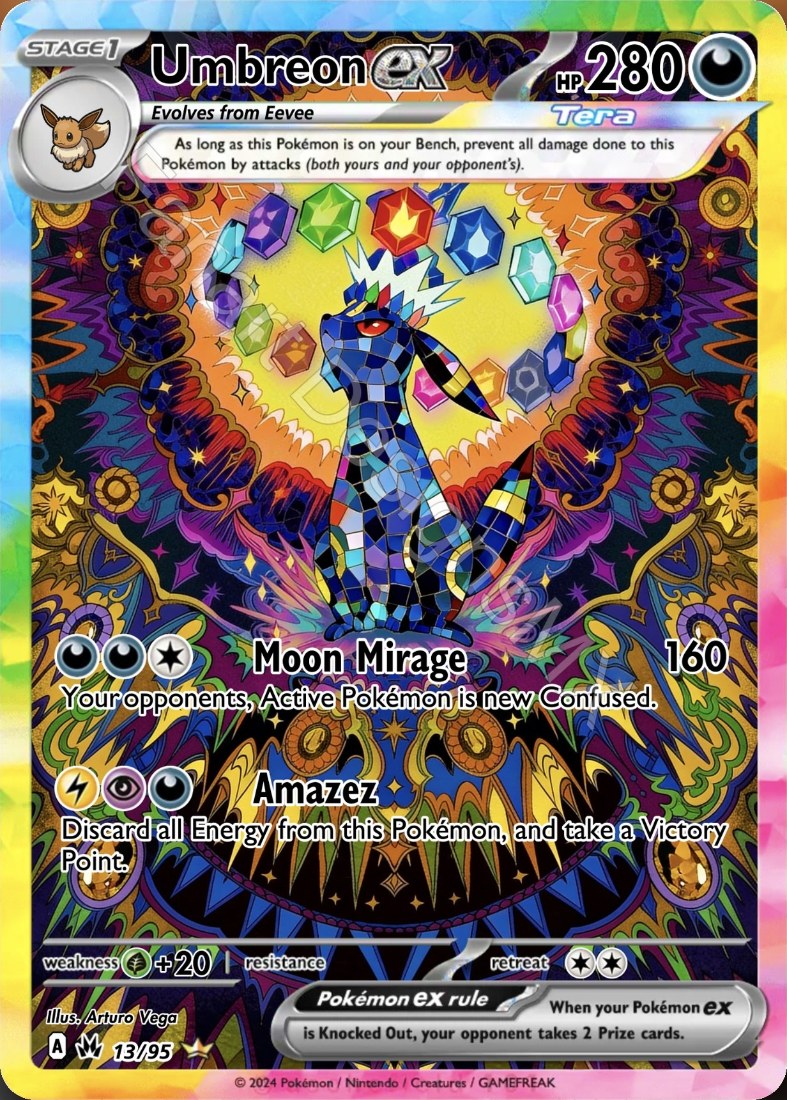 STAGE1
Umbreon ex
HP 280
Evolves from Eevee
Tera
As long as this Pokémon is on your Bench, prevent all damage done to this
Pokémon by attacks (both yours and your opponent's).
Moon Mirage 160
Your opponents, Active Pokémon is new Confused.
Amazez
Discard all Energy from this Pokémon, and take a Victory
Point.
weakness +20 resistance retreat
Pokémon ex rule
When your Pokémon ex
is Knocked Out, your opponent takes 2 Prize cards.
Illus. Arturo Vega
A 13/95
© 2024 Pokémon / Nintendo / Creatures / GAMEFREAK